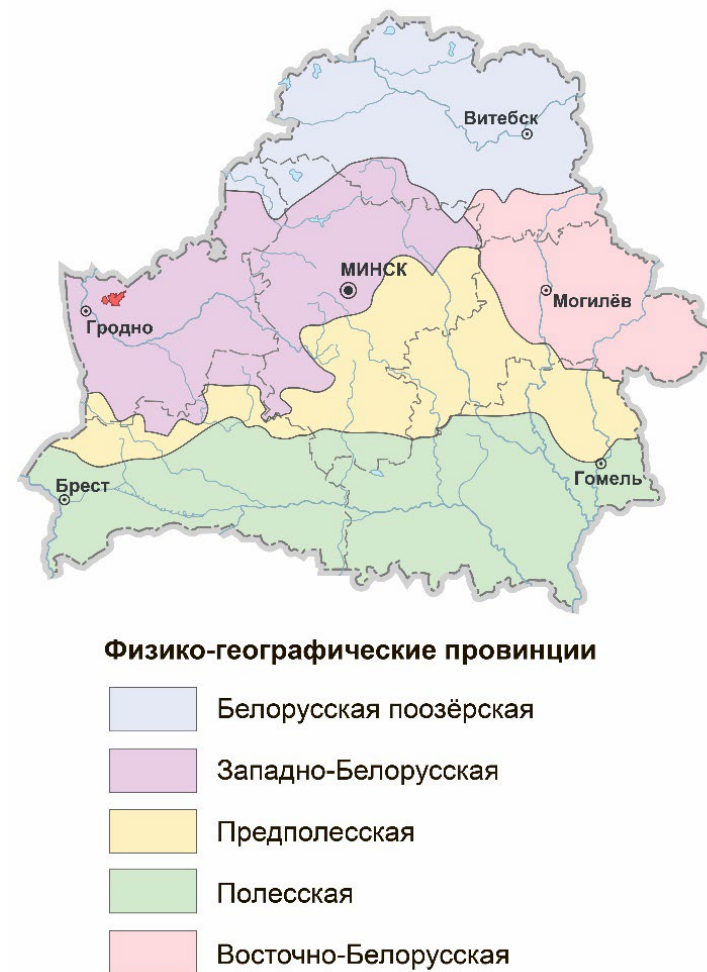 Витебск
МИНСК
Могилёв
Гродно
Брест
Гомель
Физико-географические провинции
Белорусская поозёрская
Западно-Белорусская
Предполесская
Полесская
Восточно-Белорусская